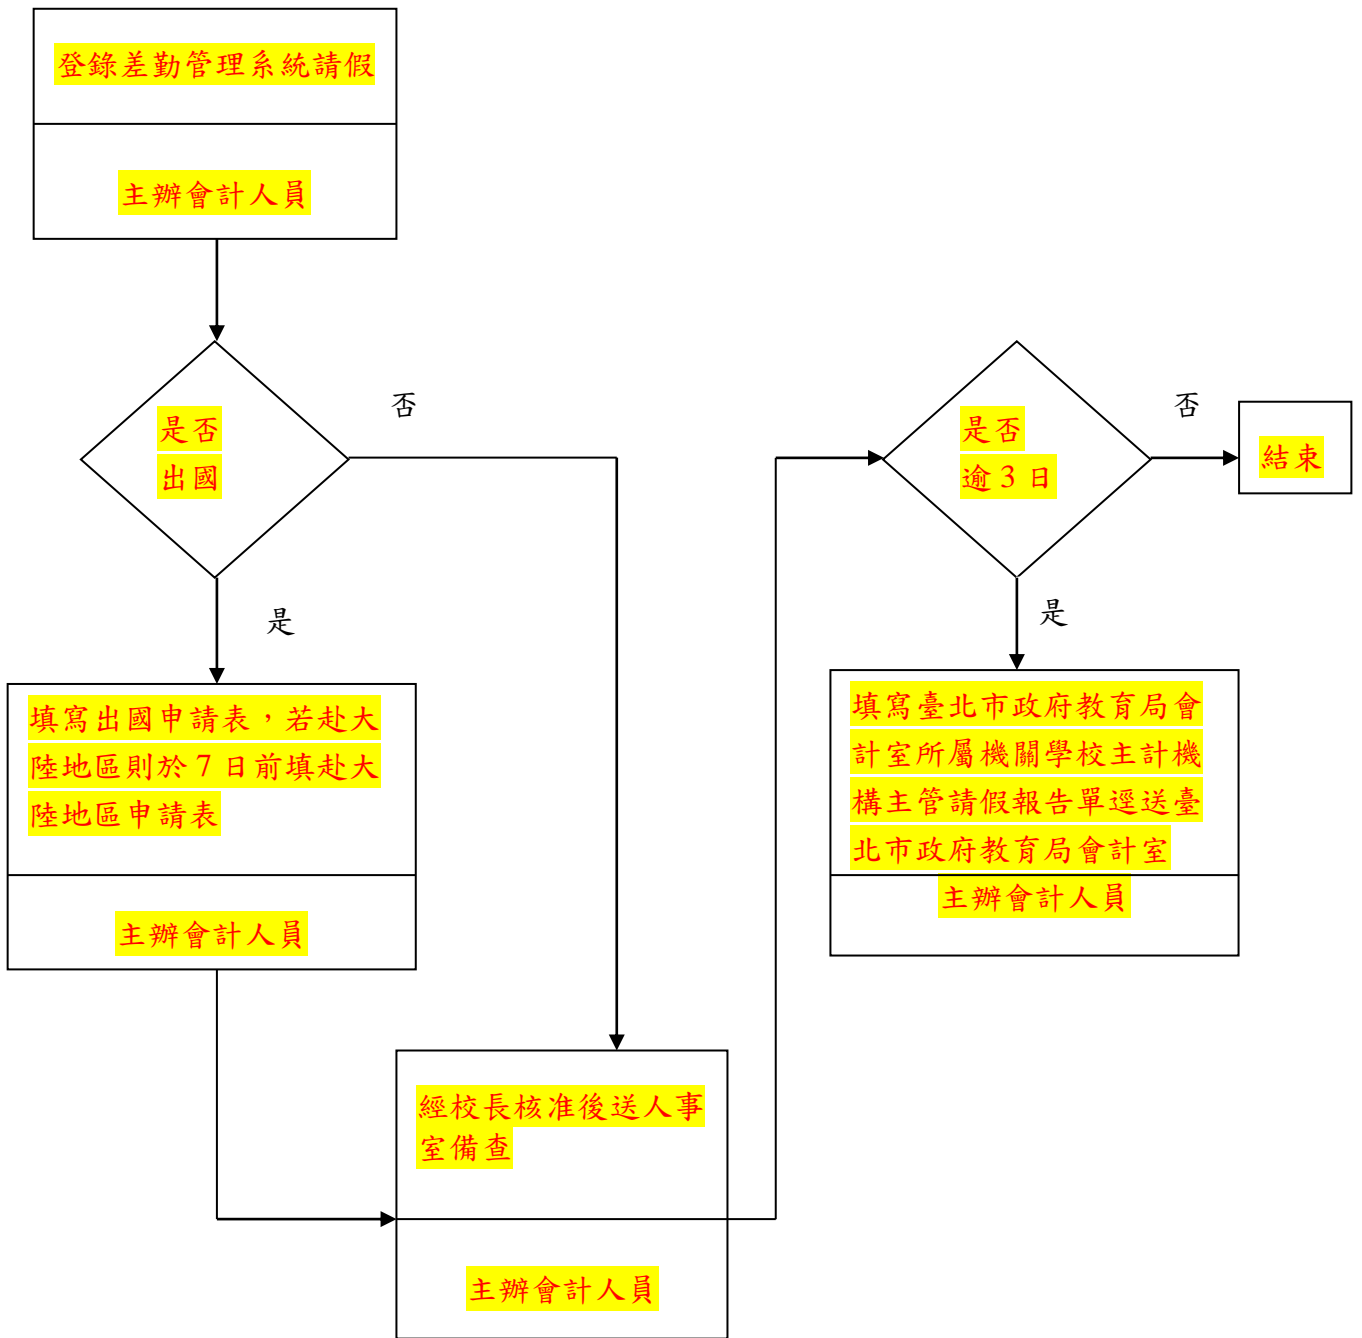 登錄差勤管理系統請假
主辦會計人員
是否
出國
否
是
填寫出國申請表，若赴大
陸地區則於 7 日前填赴大
陸地區申請表
主辦會計人員
經校長核准後送人事
室備查
主辦會計人員
是否
逾 3 日
否
結束
是
填寫臺北市政府教育局會
計室所屬機關學校主計機
構主管請假報告單逕送臺
北市政府教育局會計室
主辦會計人員